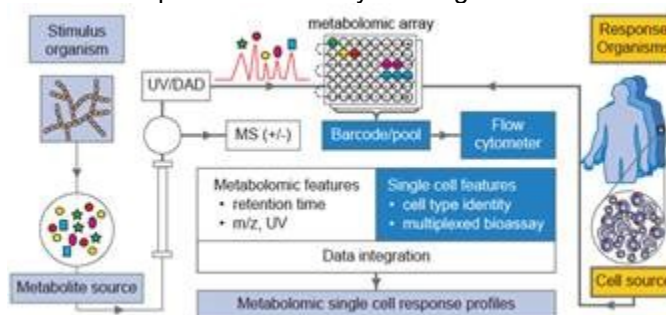 metabolomic array
Stimulus
organism
Response
Organisms
UV/DAD
MS (+/-)
Barcode/pool
Flow
cytometer
Metabolomic features
• retention time
• m/z, UV
Single cell features
• cell type identity
• multiplexed bioassay
Data integration
Metabolite source
Cell source
Metabolomic single cell response profiles